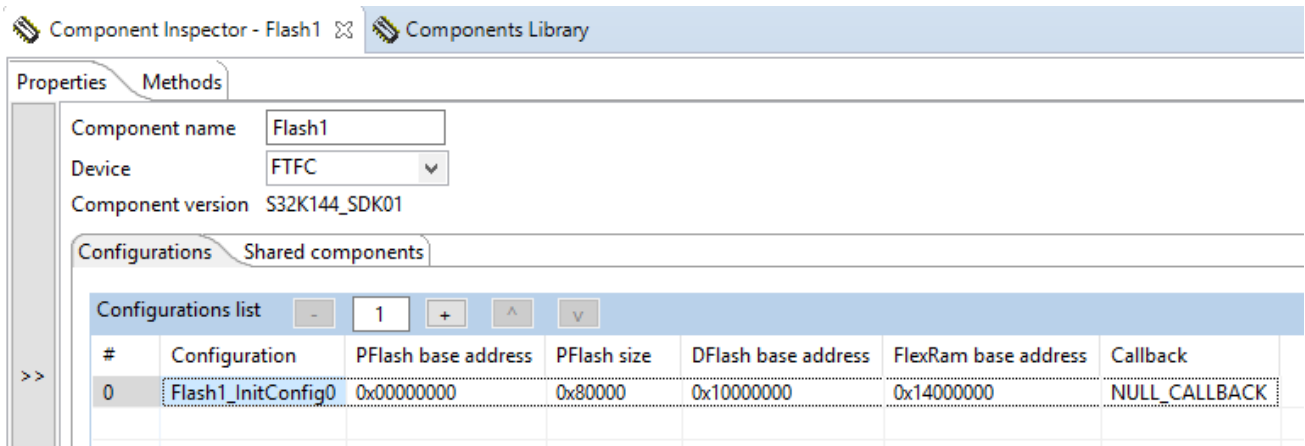 Component Inspector - Flash1 Components Library
Properties Methods
Component name Flash1
Device FTFC
Component version S32K144_SDK01
Configurations Shared components
Configurations list - 1 + ^ v
# Configuration PFlash base address PFlash size DFlash base address FlexRam base address Callback
>>
0 Flash1_InitConfig0 0x00000000 0x80000 0x10000000 0x14000000 NULL_CALLBACK